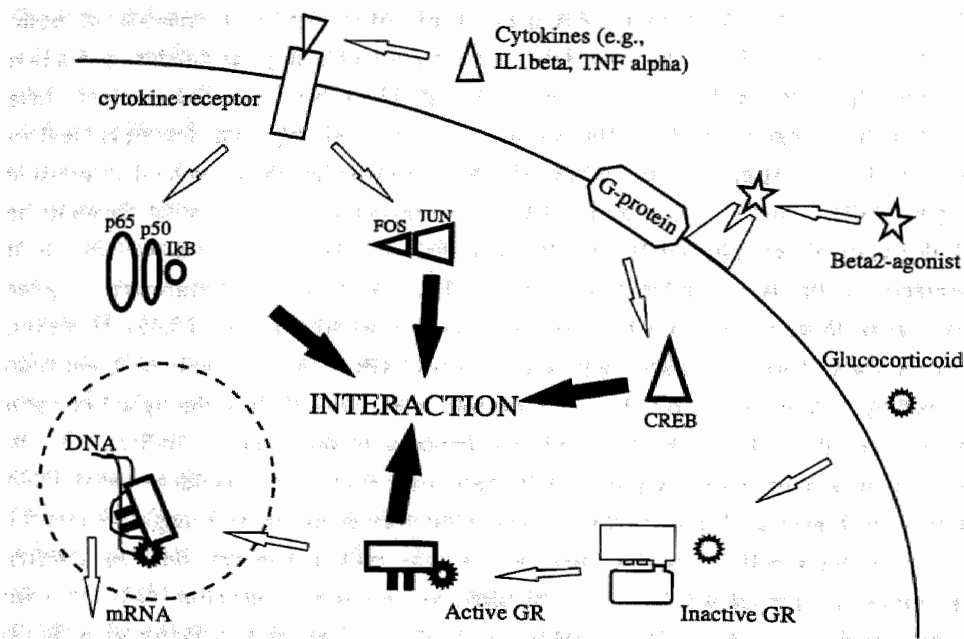 Cytokines (e.g.,
IL1beta, TNF alpha)
cytokine receptor
G-protein
p65
p50
IkB
FOS
JUN
Beta2-agonist
Glucocorticoid
INTERACTION
CREB
DNA
mRNA
Active GR
Inactive GR